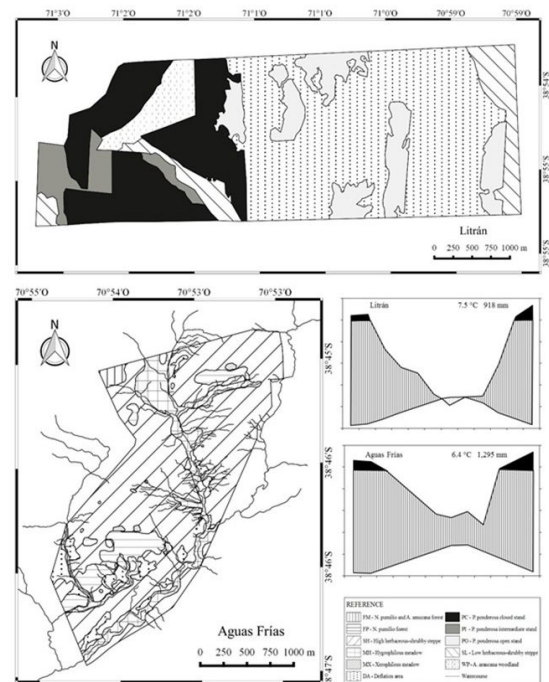 71°3'O 71°2'O 71°2'O 71°1'O 71°0'O 70°59'O 70°59'O
N
38°54'S
38°55'S
38°55'S
Litrán
0 250 500 750 1000 m
70°55'O 70°54'O 70°53'O 70°53'O
N
38°45'S
38°46'S
38°46'S
38°47'S
Aguas Frías
0 250 500 750 1000 m
Litrán 7.5 °C 918 mm
Aguas Frías 6.4 °C 1,295 mm
REFERENCE
PM - N. pumilio and A. araucana forest
FP - N. pumilio forest
SH - High herbaceous-shrubby steppe
MH - Hygrophilous meadow
MX - Xerophilous meadow
DA - Deflation area
PC - P. ponderosa closed stand
PI - P. ponderosa intermediate stand
PO - P. ponderosa open stand
SL - Low herbaceous-shrubby steppe
WP - A. araucana woodland
Watercourse